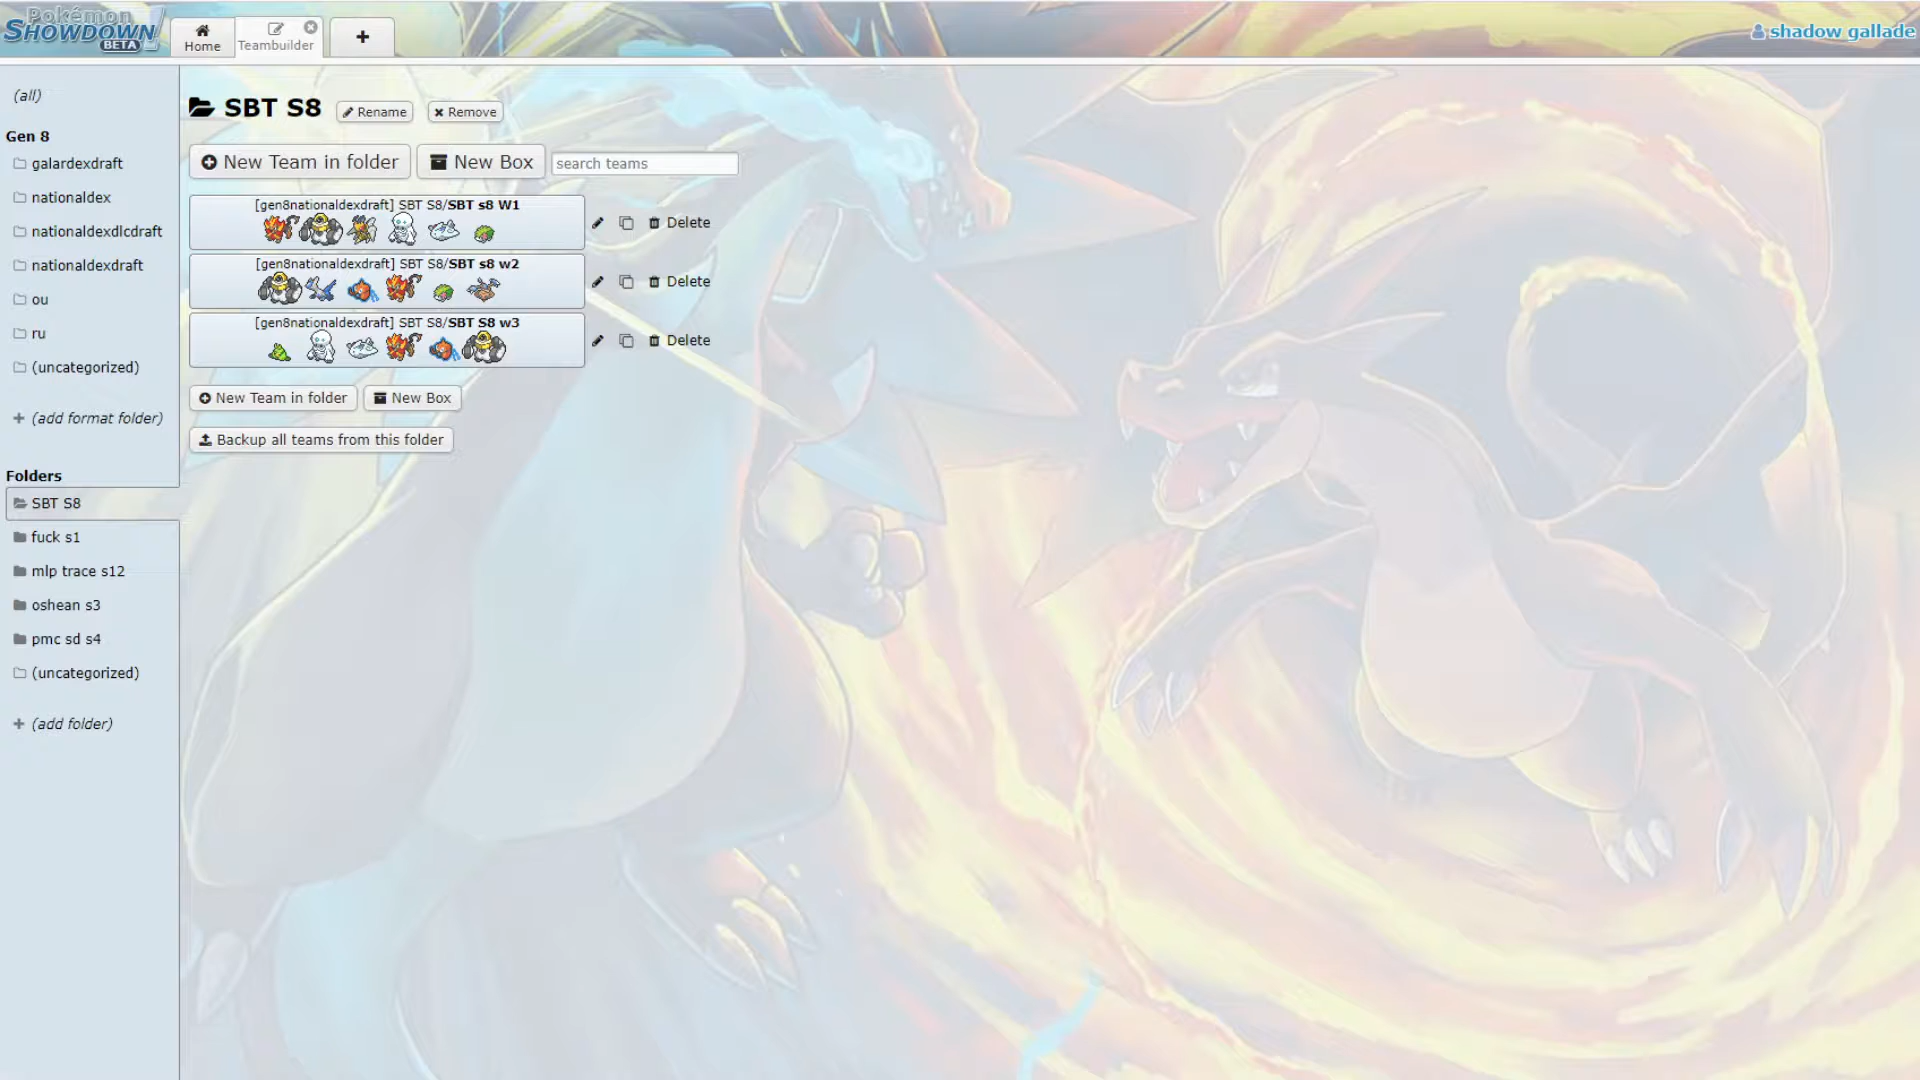 Pokémon
SHOWDOWN
BETA
Home
Teambuilder
+
shadow gallade
(all)
Gen 8
galardexdraft
nationaldex
nationaldexdlcdraft
nationaldexdraft
ou
ru
(uncategorized)
+ (add format folder)
Folders
SBT S8
fuck s1
mlp trace s12
oshean s3
pmc sd s4
(uncategorized)
+ (add folder)
SBT S8
Rename
Remove
New Team in folder
New Box
search teams
[gen8nationaldexdraft] SBT S8/SBT s8 W1
Delete
[gen8nationaldexdraft] SBT S8/SBT s8 w2
Delete
[gen8nationaldexdraft] SBT S8/SBT S8 w3
Delete
New Team in folder
New Box
Backup all teams from this folder